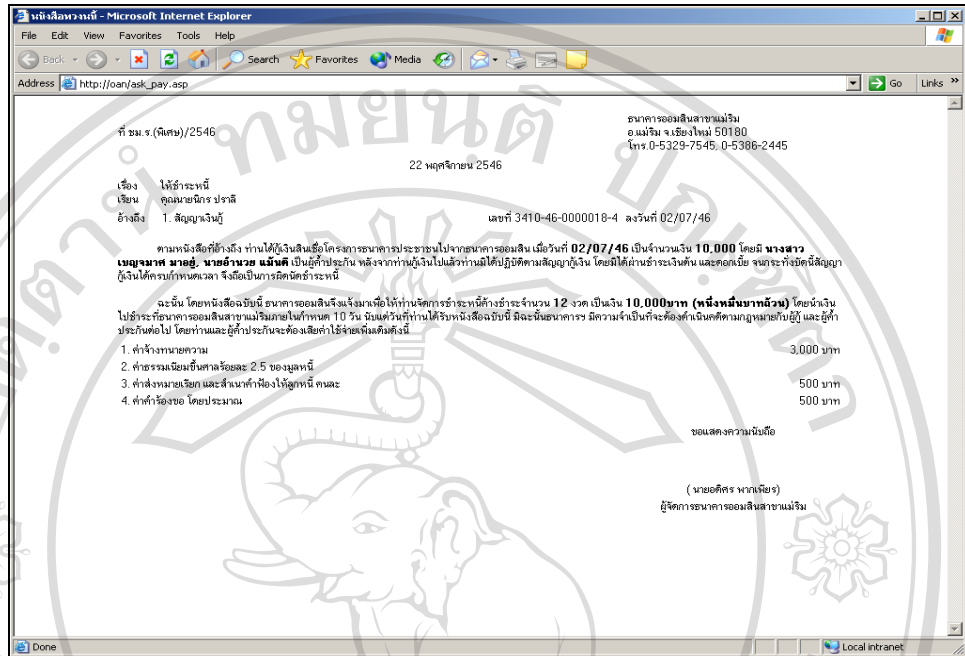 หนังสือทวงหนี้ - Microsoft Internet Explorer
File Edit View Favorites Tools Help
Back Search Favorites Media
Address http://oan/ask_pay.asp Go Links »
ธนาคารออมสินสาขาแม่ริม
ที่ ชม.ร.(พิเศษ)/2546
อ.แม่ริม จ.เชียงใหม่ 50180
โทร.0-5329-7545, 0-5386-2445
22 พฤศจิกายน 2546
เรื่อง ให้ชำระหนี้
เรียน คุณนายนิกร ปราลี
อ้างถึง 1. สัญญาเงินกู้ เลขที่ 3410-46-0000018-4 ลงวันที่ 02/07/46
ตามหนังสือที่อ้างถึง ท่านได้กู้เงินสินเชื่อโครงการธนาคารประชาชนไปจากธนาคารออมสิน เมื่อวันที่ 02/07/46 เป็นจำนวนเงิน 10,000 โดยมี นางสาว
เบญจมาศ มาอยู่, นายอำนวย แม้นดี เป็นผู้ค้ำประกัน หลังจากท่านกู้เงินไปแล้วท่านมิได้ปฏิบัติตามสัญญากู้เงิน โดยมิได้ผ่านชำระเงินต้น และดอกเบี้ย จนกระทั่งบัดนี้สัญญา
กู้เงินได้ครบกำหนดเวลา จึงถือเป็นการผิดนัดชำระหนี้
ฉะนั้น โดยหนังสือฉบับนี้ ธนาคารออมสินจึงแจ้งมาเพื่อให้ท่านจัดการชำระหนี้ค้างชำระจำนวน 12 งวด เป็นเงิน 10,000บาท (หนึ่งหมื่นบาทถ้วน) โดยนำเงิน
ไปชำระที่ธนาคารออมสินสาขาแม่ริมภายในกำหนด 10 วัน นับแต่วันที่ท่านได้รับหนังสือฉบับนี้ มิฉะนั้นธนาคารฯ มีความจำเป็นที่จะต้องดำเนินคดีตามกฎหมายกับผู้กู้ และผู้ค้ำ
ประกันต่อไป โดยท่านและผู้ค้ำประกันจะต้องเสียค่าใช้จ่ายเพิ่มเติมดังนี้
1. ค่าจ้างทนายความ 3,000 บาท
2. ค่าธรรมเนียมขึ้นศาลร้อยละ 2.5 ของมูลหนี้
3. ค่าส่งหมายเรียก และสำเนาคำฟ้องให้ลูกหนี้ คนละ 500 บาท
4. ค่าคำร้องขอ โดยประมาณ 500 บาท
ขอแสดงความนับถือ
( นายอดิศร พากเพียร)
ผู้จัดการธนาคารออมสินสาขาแม่ริม
Done Local intranet